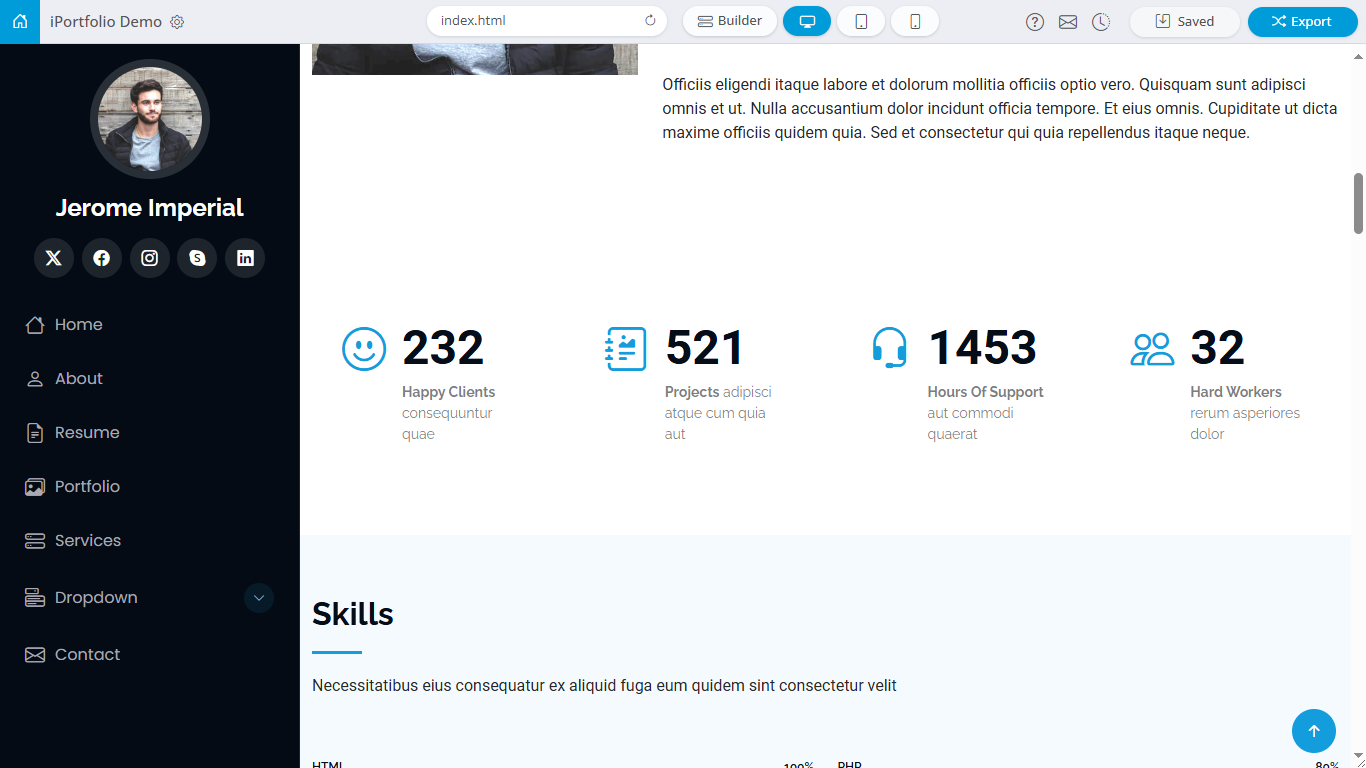 iPortfolio Demo
index.html
Builder
Saved
Export
Jerome Imperial
Home
About
Resume
Portfolio
Services
Dropdown
Contact
Officiis eligendi itaque labore et dolorum mollitia officiis optio vero. Quisquam sunt adipisci
omnis et ut. Nulla accusantium dolor incidunt officia tempore. Et eius omnis. Cupiditate ut dicta
maxime officiis quidem quia. Sed et consectetur qui quia repellendus itaque neque.
232
Happy Clients
consequuntur
quae
521
Projects adipisci
atque cum quia
aut
1453
Hours Of Support
aut commodi
quaerat
32
Hard Workers
rerum asperiores
dolor
Skills
Necessitatibus eius consequatur ex aliquid fuga eum quidem sint consectetur velit
HTML 100%
PHP 80%